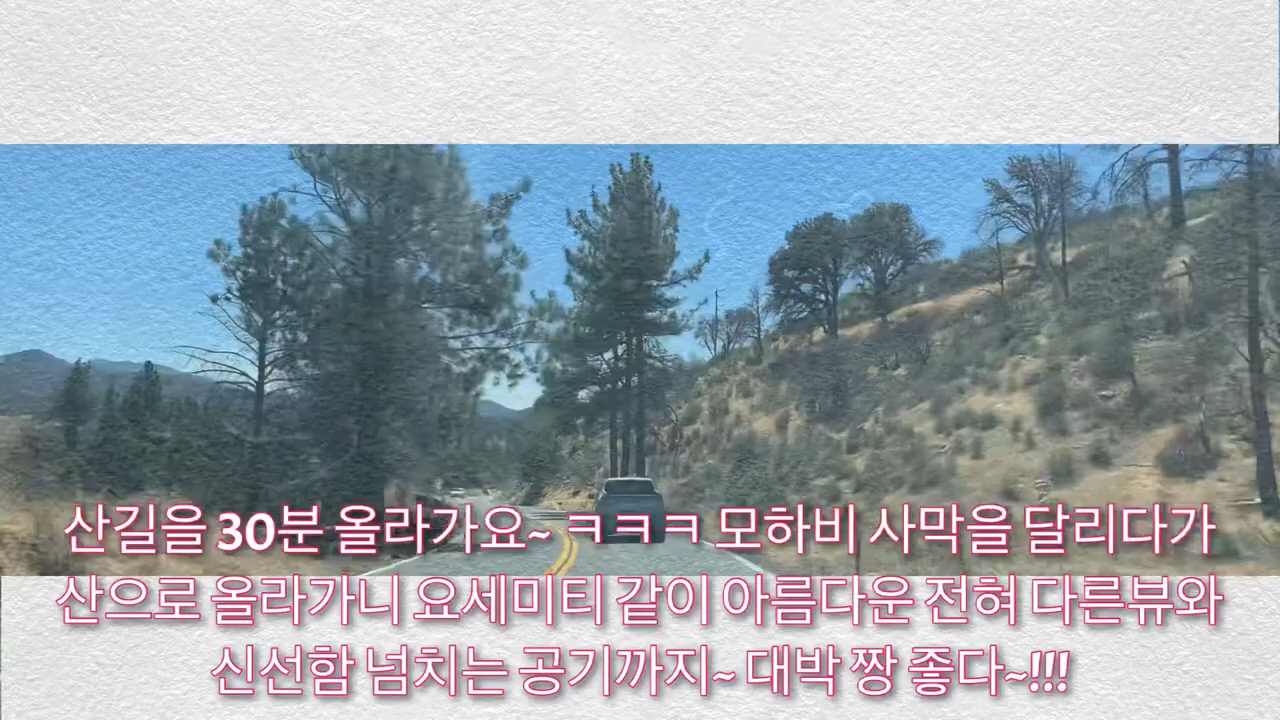 산길을 30분 올라가요~ ㅋㅋㅋ 모하비 사막을 달리다가
산으로 올라가니 요세미티 같이 아름다운 전혀 다른뷰와
신선함 넘치는 공기까지~ 대박 짱 좋다~!!!